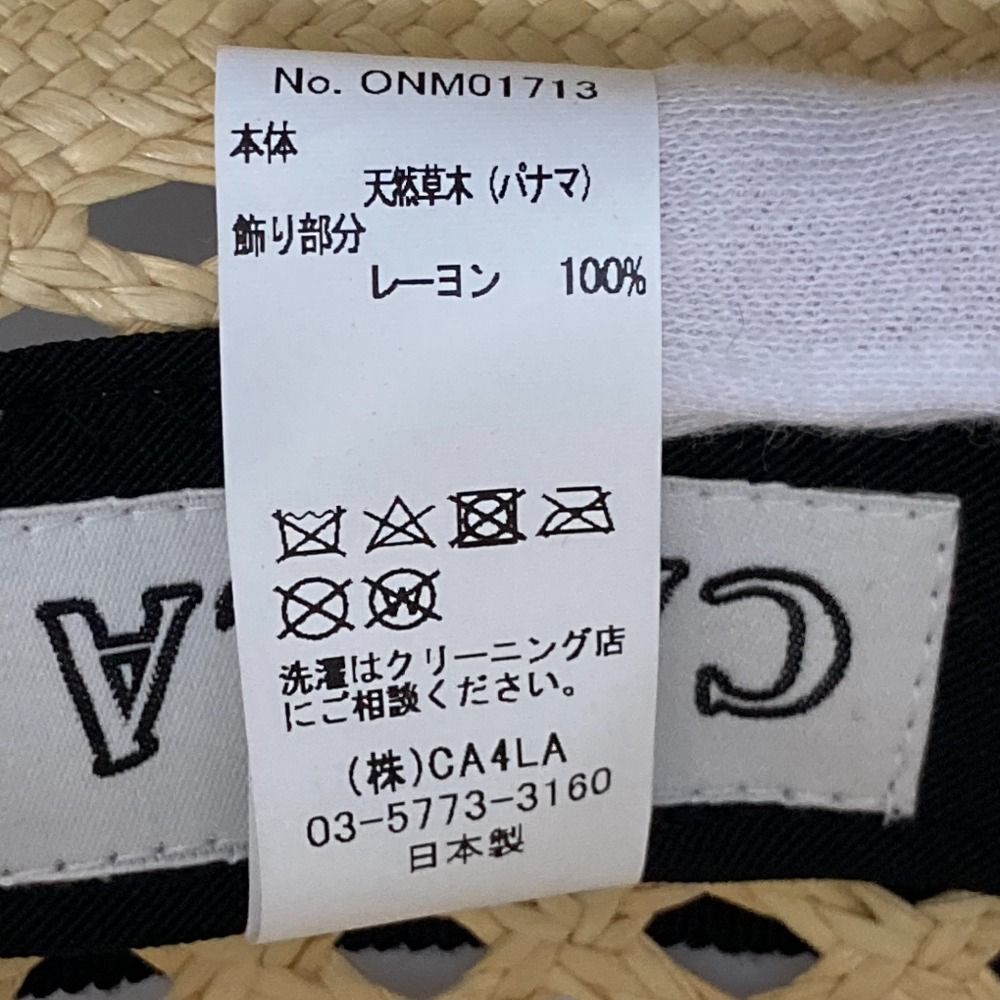 No. ONM01713
本体
天然草木 (パナマ)
飾り部分
レーヨン 100%
W
洗濯はクリーニング店
にご相談ください。
(株)CA4LA
03-5773-3160
日本製